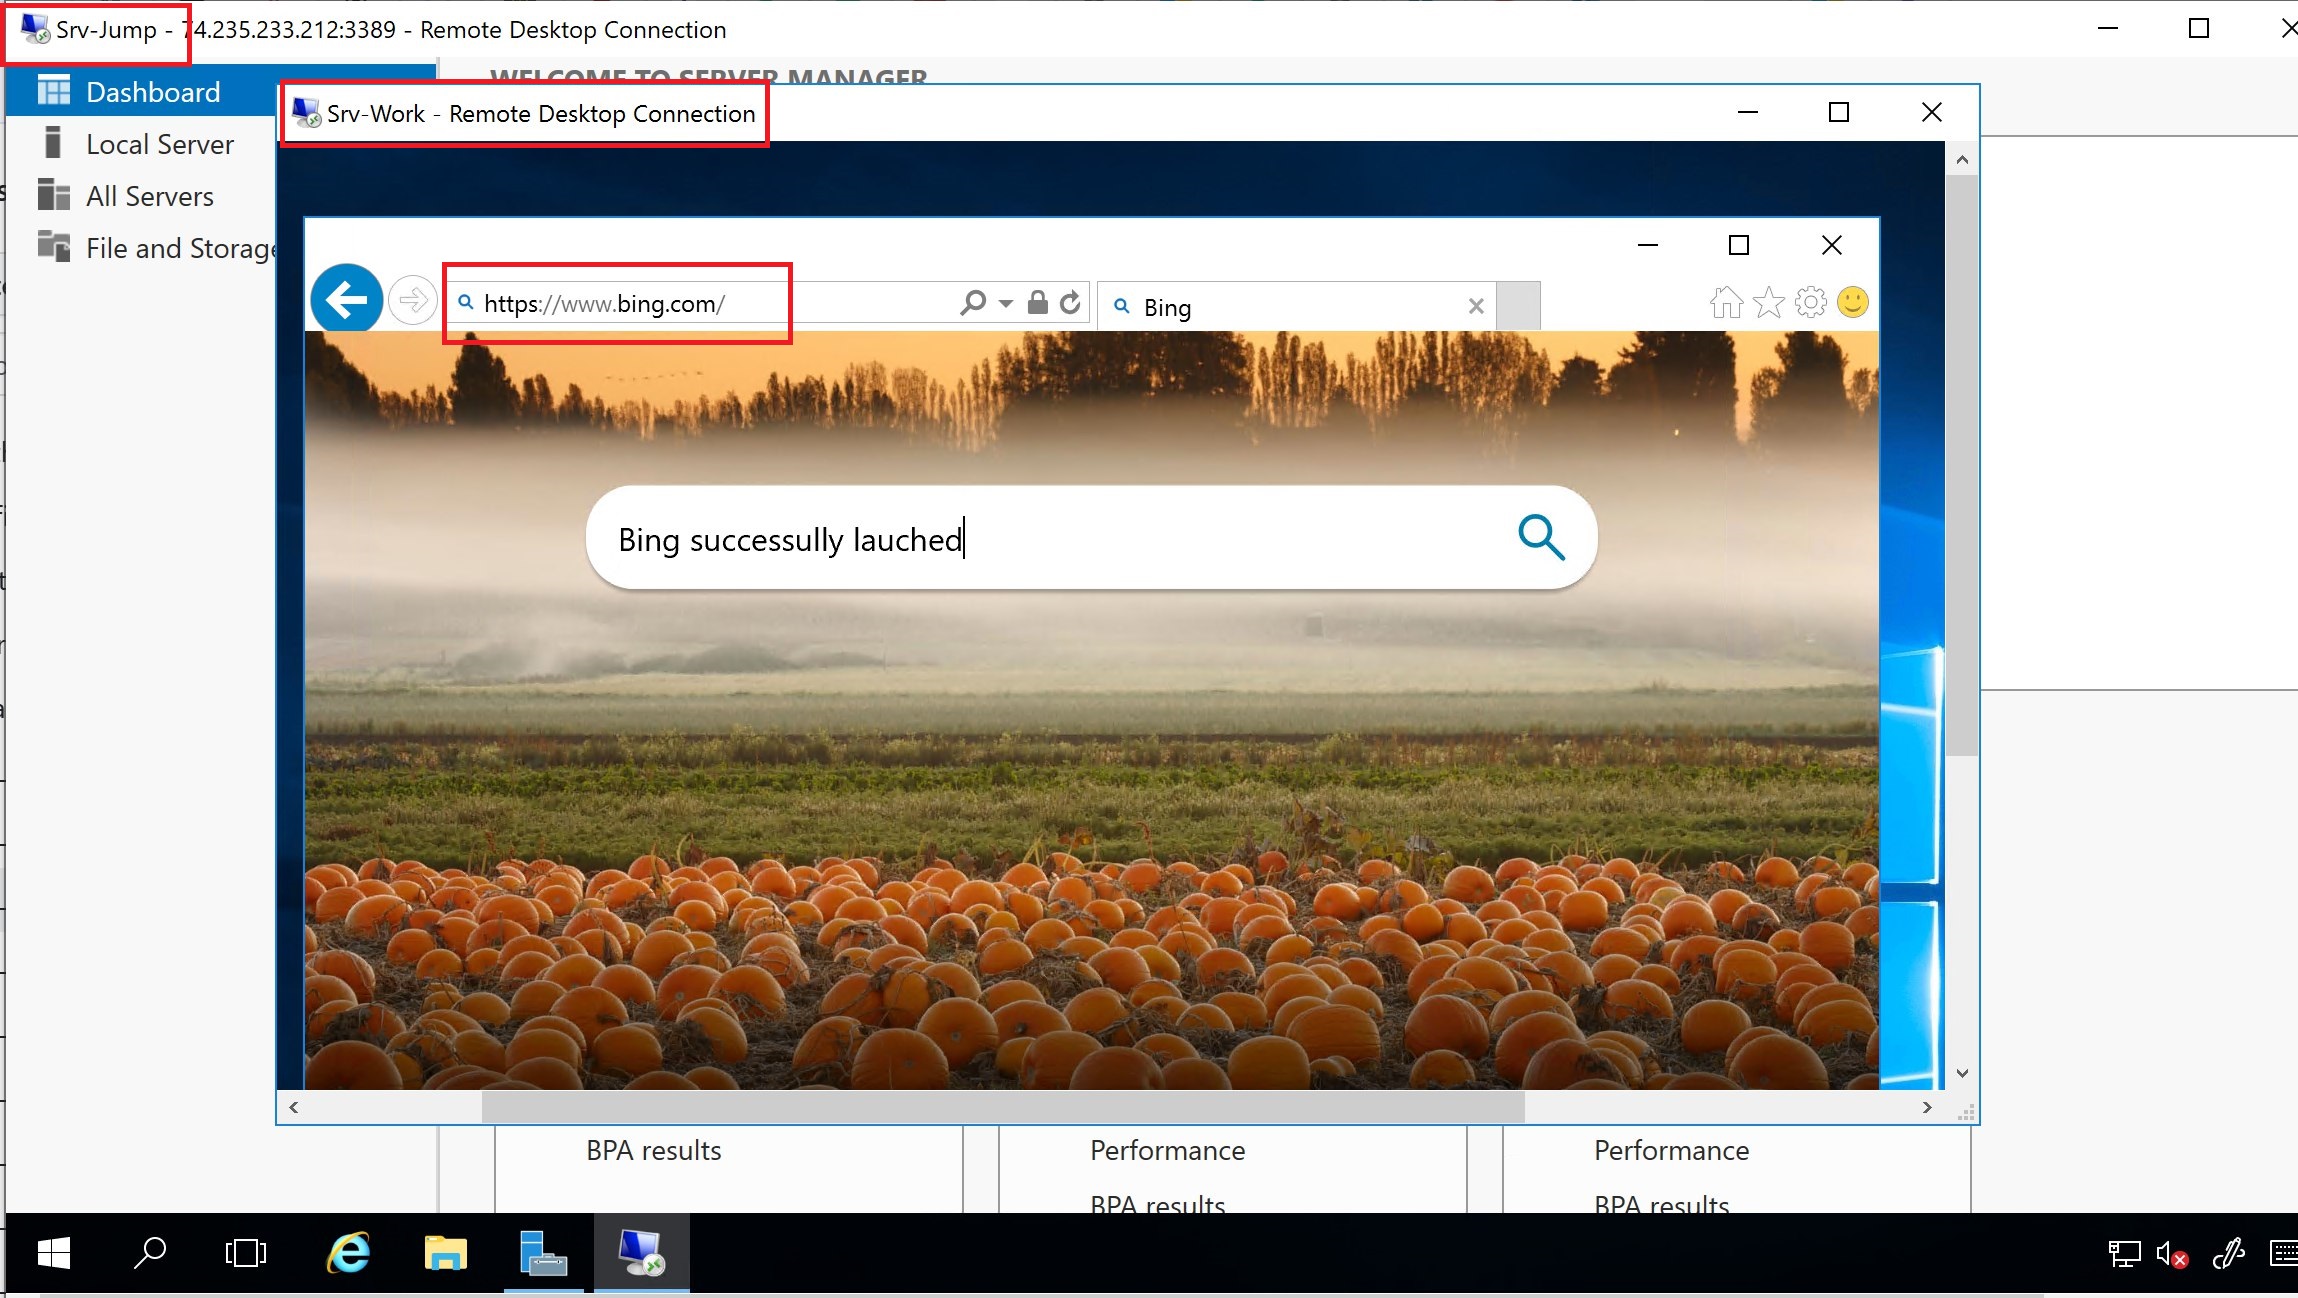 Srv-Jump - 74.235.233.212:3389 - Remote Desktop Connection
WELCOME TO SERVER MANAGER
Dashboard
Srv-Work - Remote Desktop Connection
Local Server
All Servers
File and Storage
https://www.bing.com/
Bing
Bing successully lauched
BPA results
Performance
Performance
BPA results
BPA results